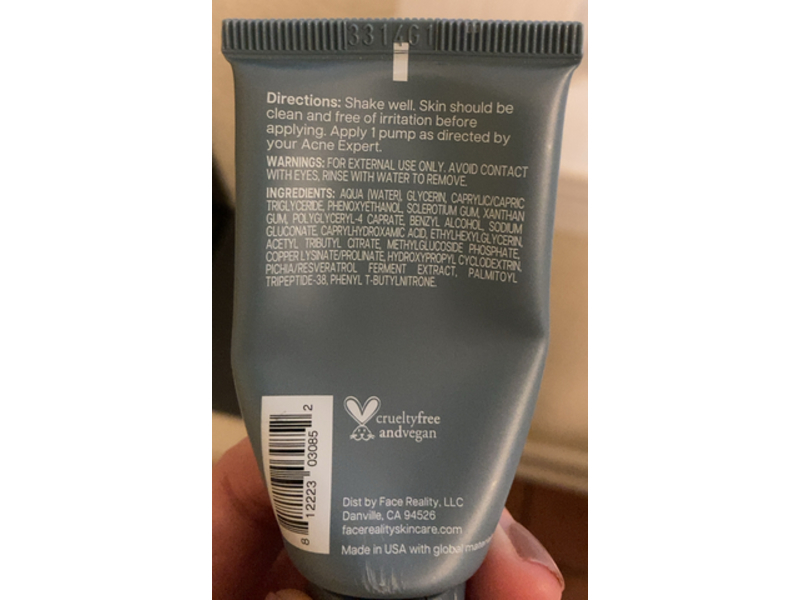 331461
Directions: Shake well. Skin should be
clean and free of irritation before
applying. Apply 1 pump as directed by
your Acne Expert.
WARNINGS: FOR EXTERNAL USE ONLY. AVOID CONTACT
WITH EYES, RINSE WITH WATER TO REMOVE.
INGREDIENTS: AQUA (WATER), GLYCERIN, CAPRYLIC/CAPRIC
TRIGLYCERIDE, PHENOXYETHANOL, SCLEROTIUM GUM, XANTHAN
GUM, POLYGLYCERYL-4 CAPRATE, BENZYL ALCOHOL, SODIUM
GLUCONATE, CAPRYLHYDROXAMIC ACID, ETHYLHEXYLGLYCERIN,
ACETYL TRIBUTYL CITRATE, METHYLGLUCOSIDE PHOSPHATE,
COPPER LYSINATE/PROLINATE, HYDROXYPROPYL CYCLODEXTRIN,
PICHIA/RESVERATROL FERMENT EXTRACT, PALMITOYL
TRIPEPTIDE-38, PHENYL T-BUTYLNITRONE.
crueltyfree
andvegan
8 12223 03085 2
Dist by Face Reality, LLC
Danville, CA 94526
facerealityskincare.com
Made in USA with global